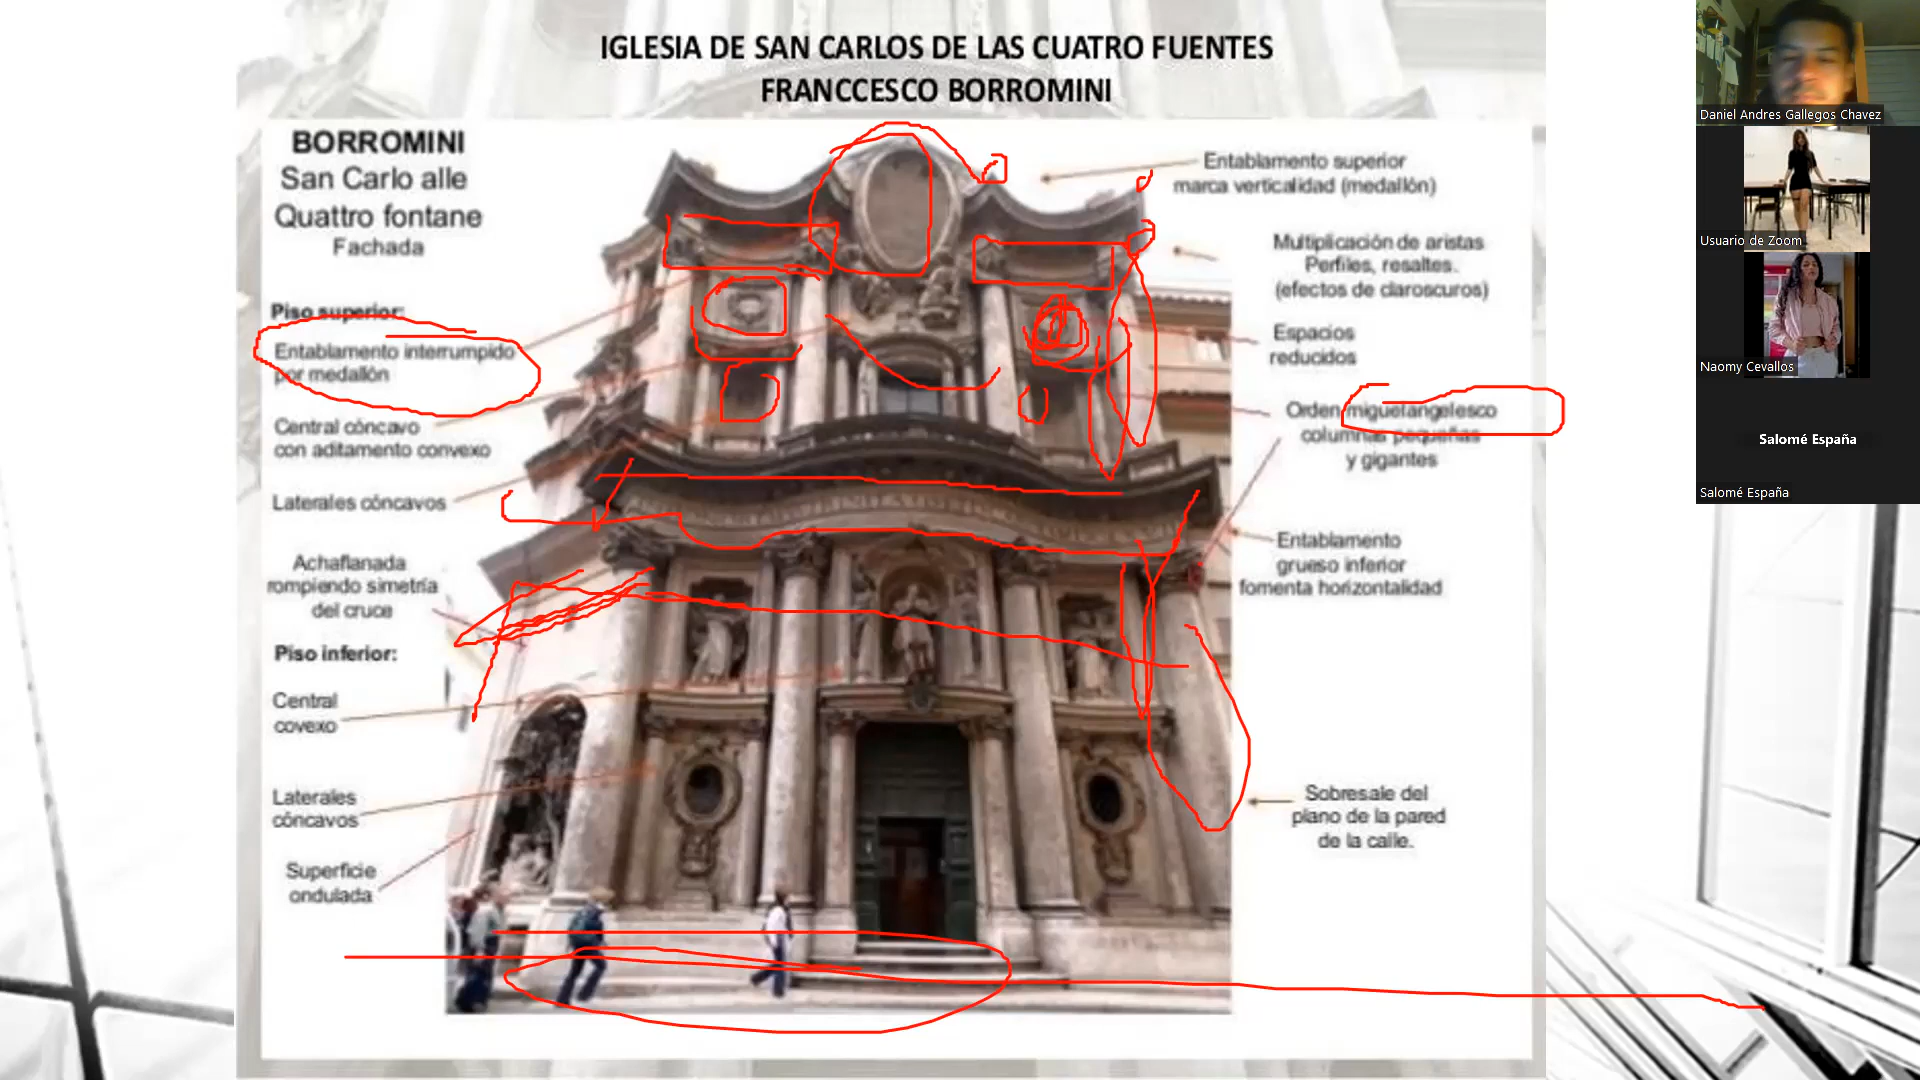 IGLESIA DE SAN CARLOS DE LAS CUATRO FUENTES
FRANCCESCO BORROMINI
BORROMINI
San Carlo alle
Quattro fontane
Fachada
Piso superior:
Entablamento interrumpido
por medallón
Central cóncavo
con aditamento convexo
Laterales cóncavos
Achaflanada
rompiendo simetría
del cruce
Piso inferior:
Central
covexo
Laterales
cóncavos
Superficie
ondulada
Entablamento superior
marca verticalidad (medallón)
Multiplicación de aristas
Perfiles, resaltes.
(efectos de claroscuros)
Espacios
reducidos
Orden miguelangelesco
columnas pequeñas
y gigantes
Entablamento
grueso inferior
fomenta horizontalidad
Sobresale del
plano de la pared
de la calle.
Daniel Andres Gallegos Chavez
Usuario de Zoom
Naomy Cevallos
Salomé España
Salomé España